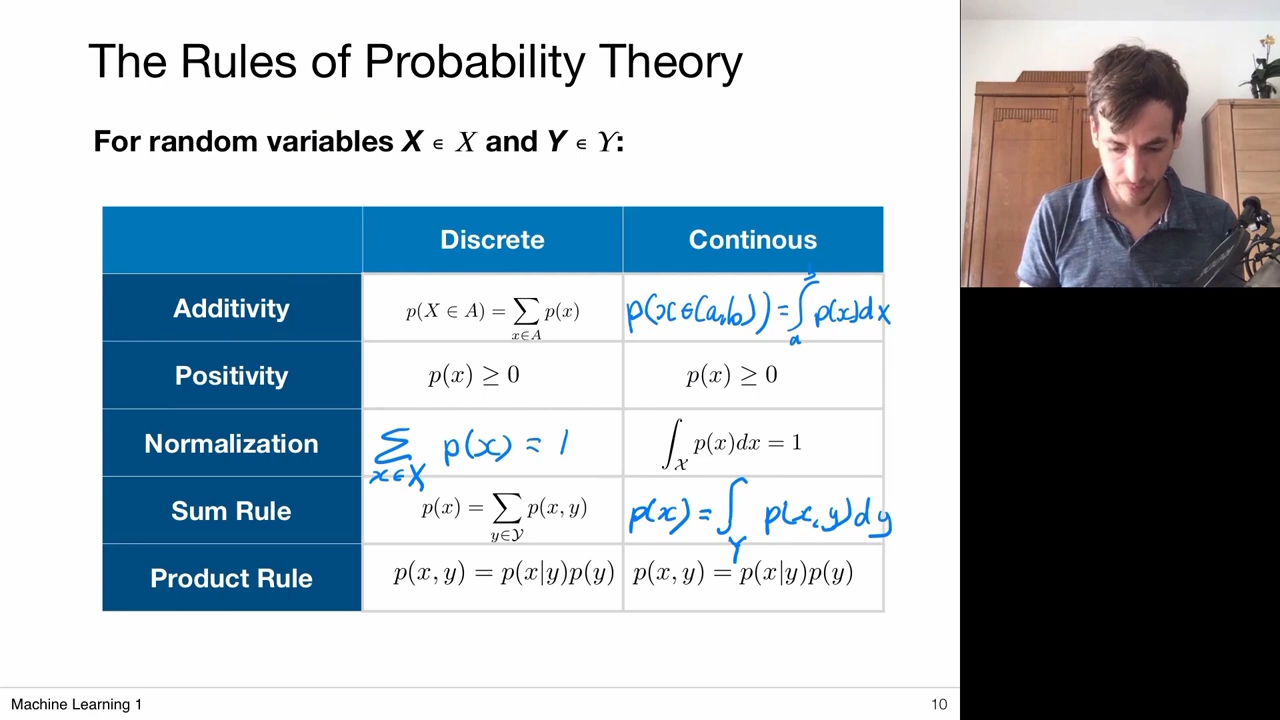 The Rules of Probability Theory
For random variables X ∈ X and Y ∈ Y:
Discrete Continous
Additivity p(X ∈ A) = ∑_{x∈A} p(x) p(x∈(a,b)) = ∫_a^b p(x)dx
Positivity p(x) ≥ 0 p(x) ≥ 0
Normalization ∑_{x∈X} p(x) = 1 ∫_𝒳 p(x)dx = 1
Sum Rule p(x) = ∑_{y∈𝒴} p(x, y) p(x) = ∫_Y p(x,y)dy
Product Rule p(x, y) = p(x|y)p(y) p(x, y) = p(x|y)p(y)
Machine Learning 1 10